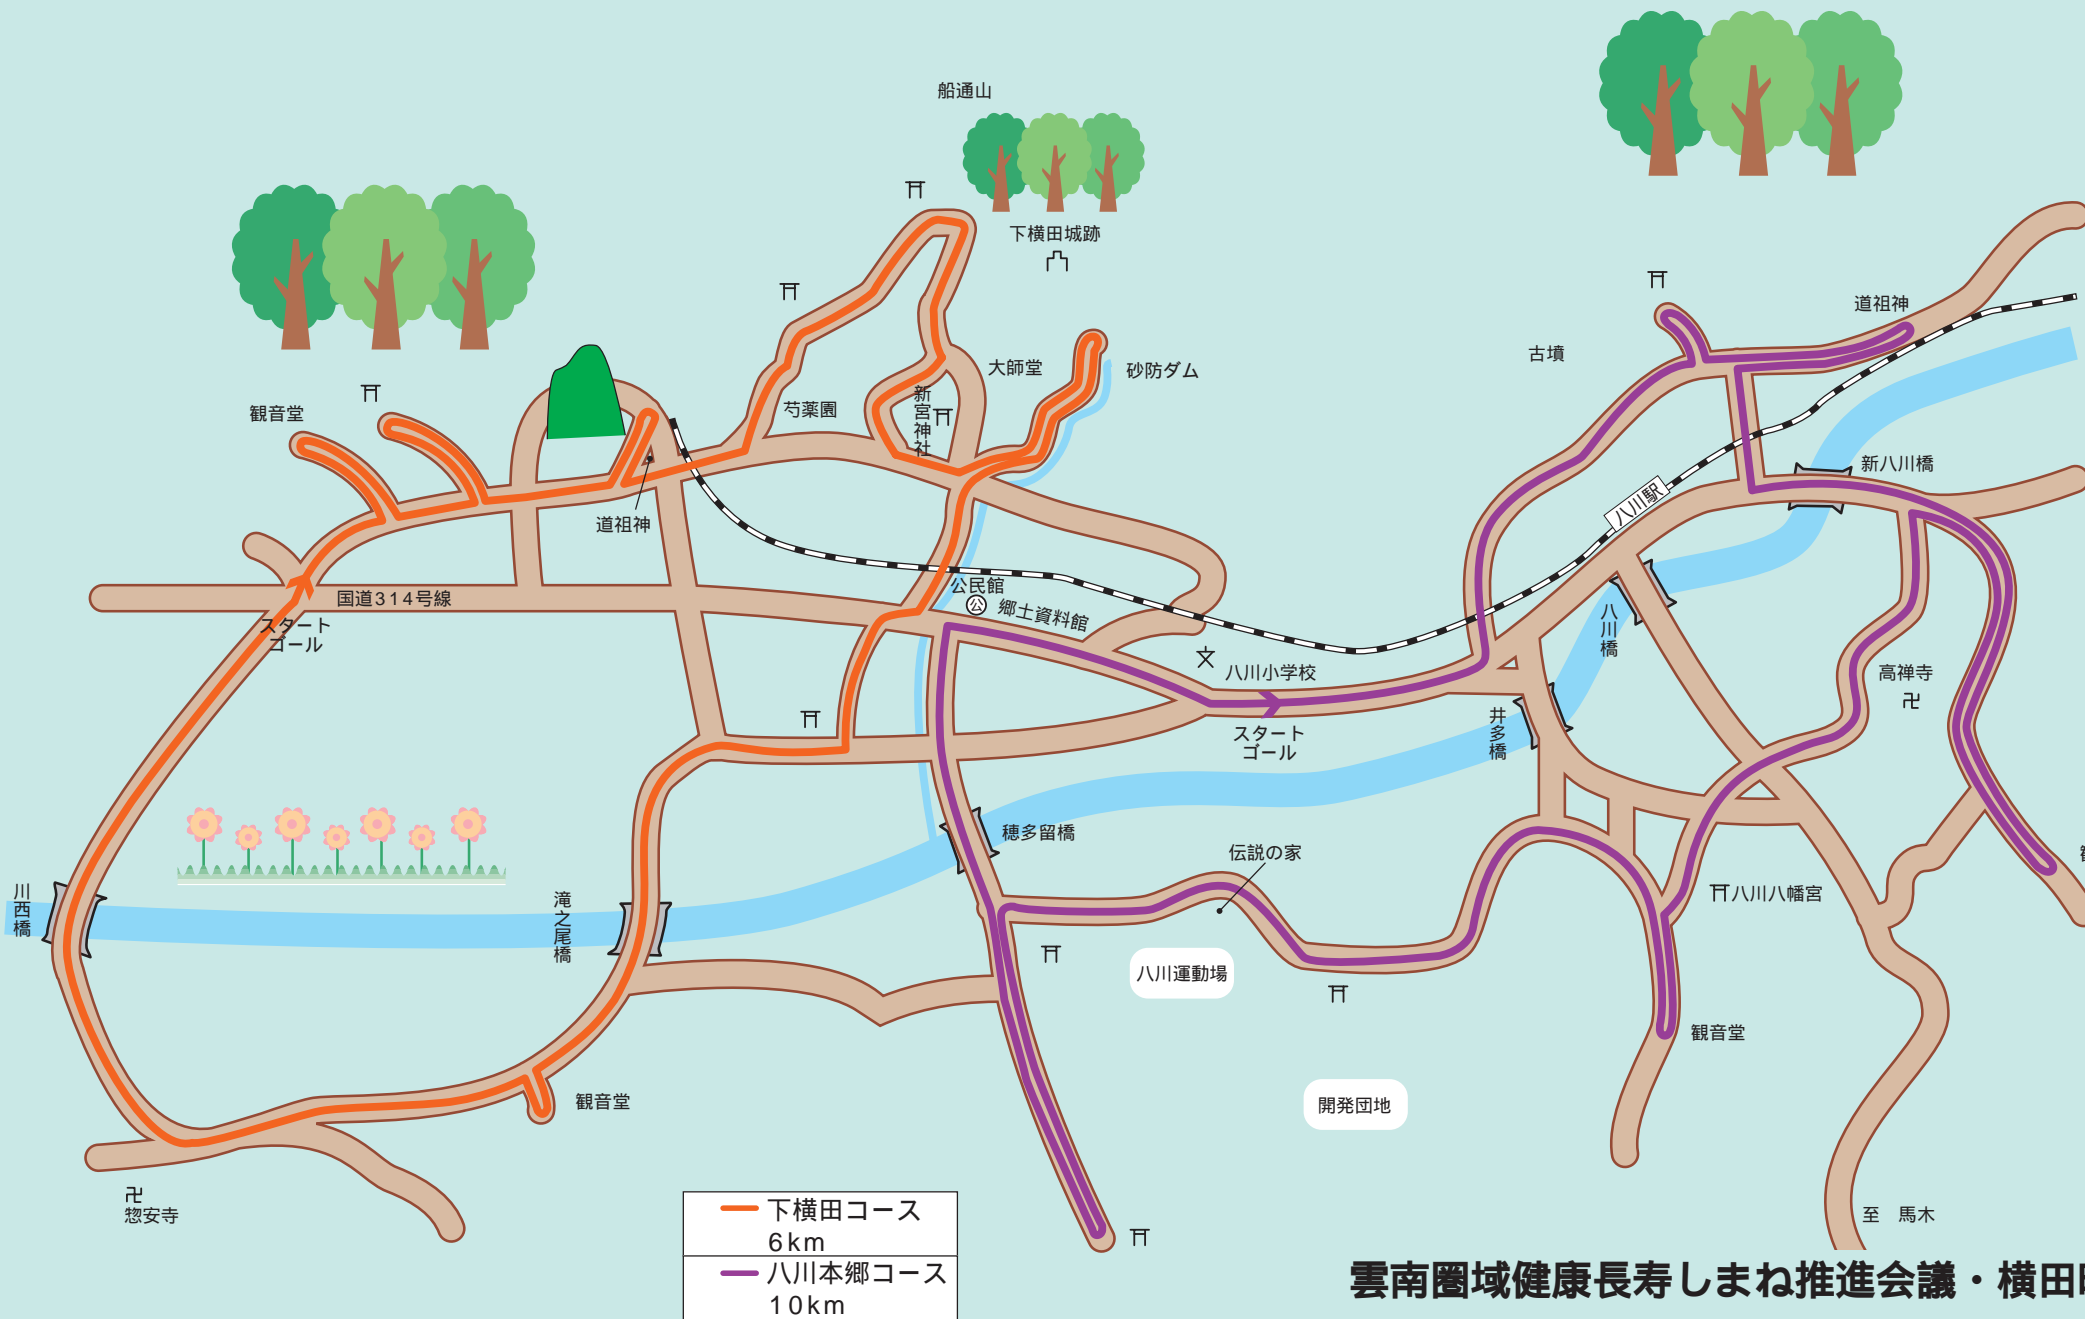 船通山
下横田城跡
道祖神
古墳
大師堂
砂防ダム
新宮神社
芍薬園
観音堂
新八川橋
八川駅
道祖神
公民館
公
郷土資料館
国道314号線
スタート
ゴール
八川橋
八川小学校
高禅寺
井多橋
スタート
ゴール
穂多留橋
伝説の家
川西橋
滝之尾橋
八川八幡宮
八川運動場
観音堂
観音堂
開発団地
惣安寺
至 馬木
下横田コース
6km
八川本郷コース
10km
雲南圏域健康長寿しまね推進会議・横田